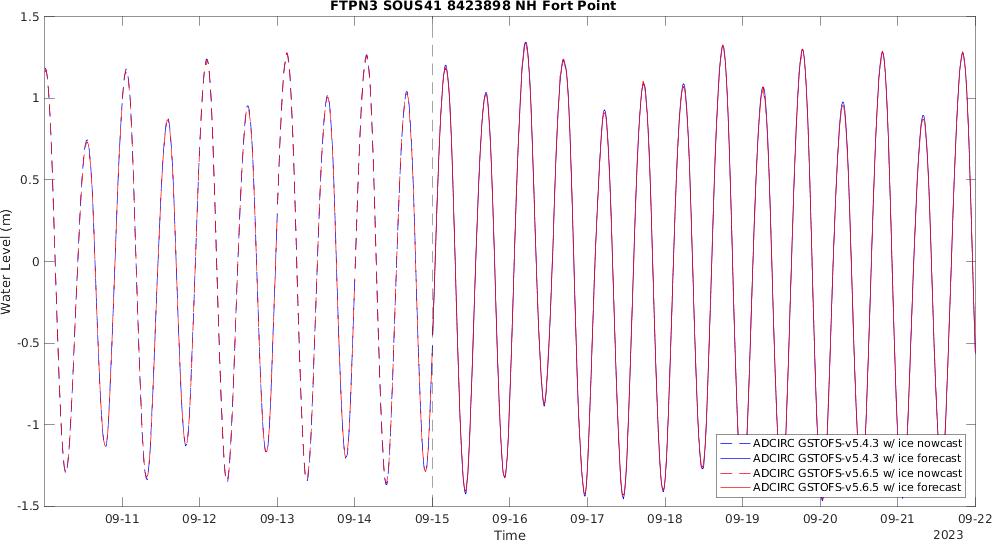 FTPN3 SOUS41 8423898 NH Fort Point
1.5
1
0.5
0
-0.5
-1
-1.5
Water Level (m)
ADCIRC GSTOFS-v5.4.3 w/ ice nowcast
ADCIRC GSTOFS-v5.4.3 w/ ice forecast
ADCIRC GSTOFS-v5.6.5 w/ ice nowcast
ADCIRC GSTOFS-v5.6.5 w/ ice forecast
09-11 09-12 09-13 09-14 09-15 09-16 09-17 09-18 09-19 09-20 09-21 09-22
Time
2023